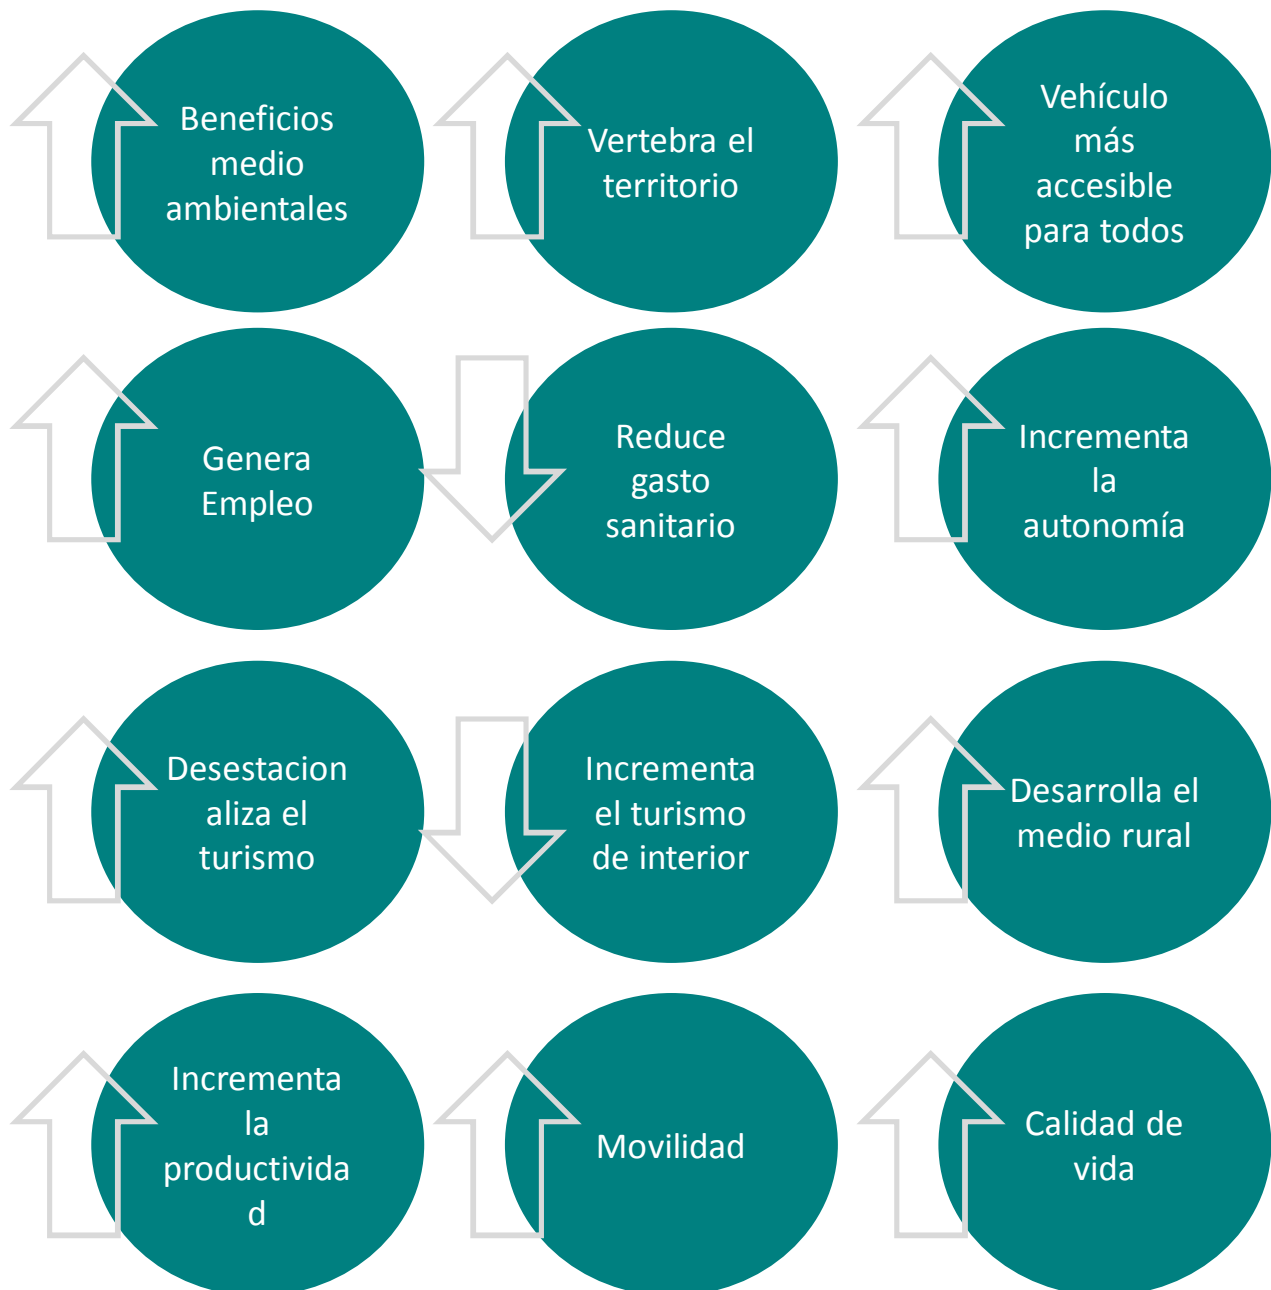 Beneficios
medio
ambientales
Vertebra el
territorio
Vehículo
más
accesible
para todos
Genera
Empleo
Reduce
gasto
sanitario
Incrementa
la
autonomía
Desestacion
aliza el
turismo
Incrementa
el turismo
de interior
Desarrolla el
medio rural
Incrementa
la
productivida
d
Movilidad
Calidad de
vida